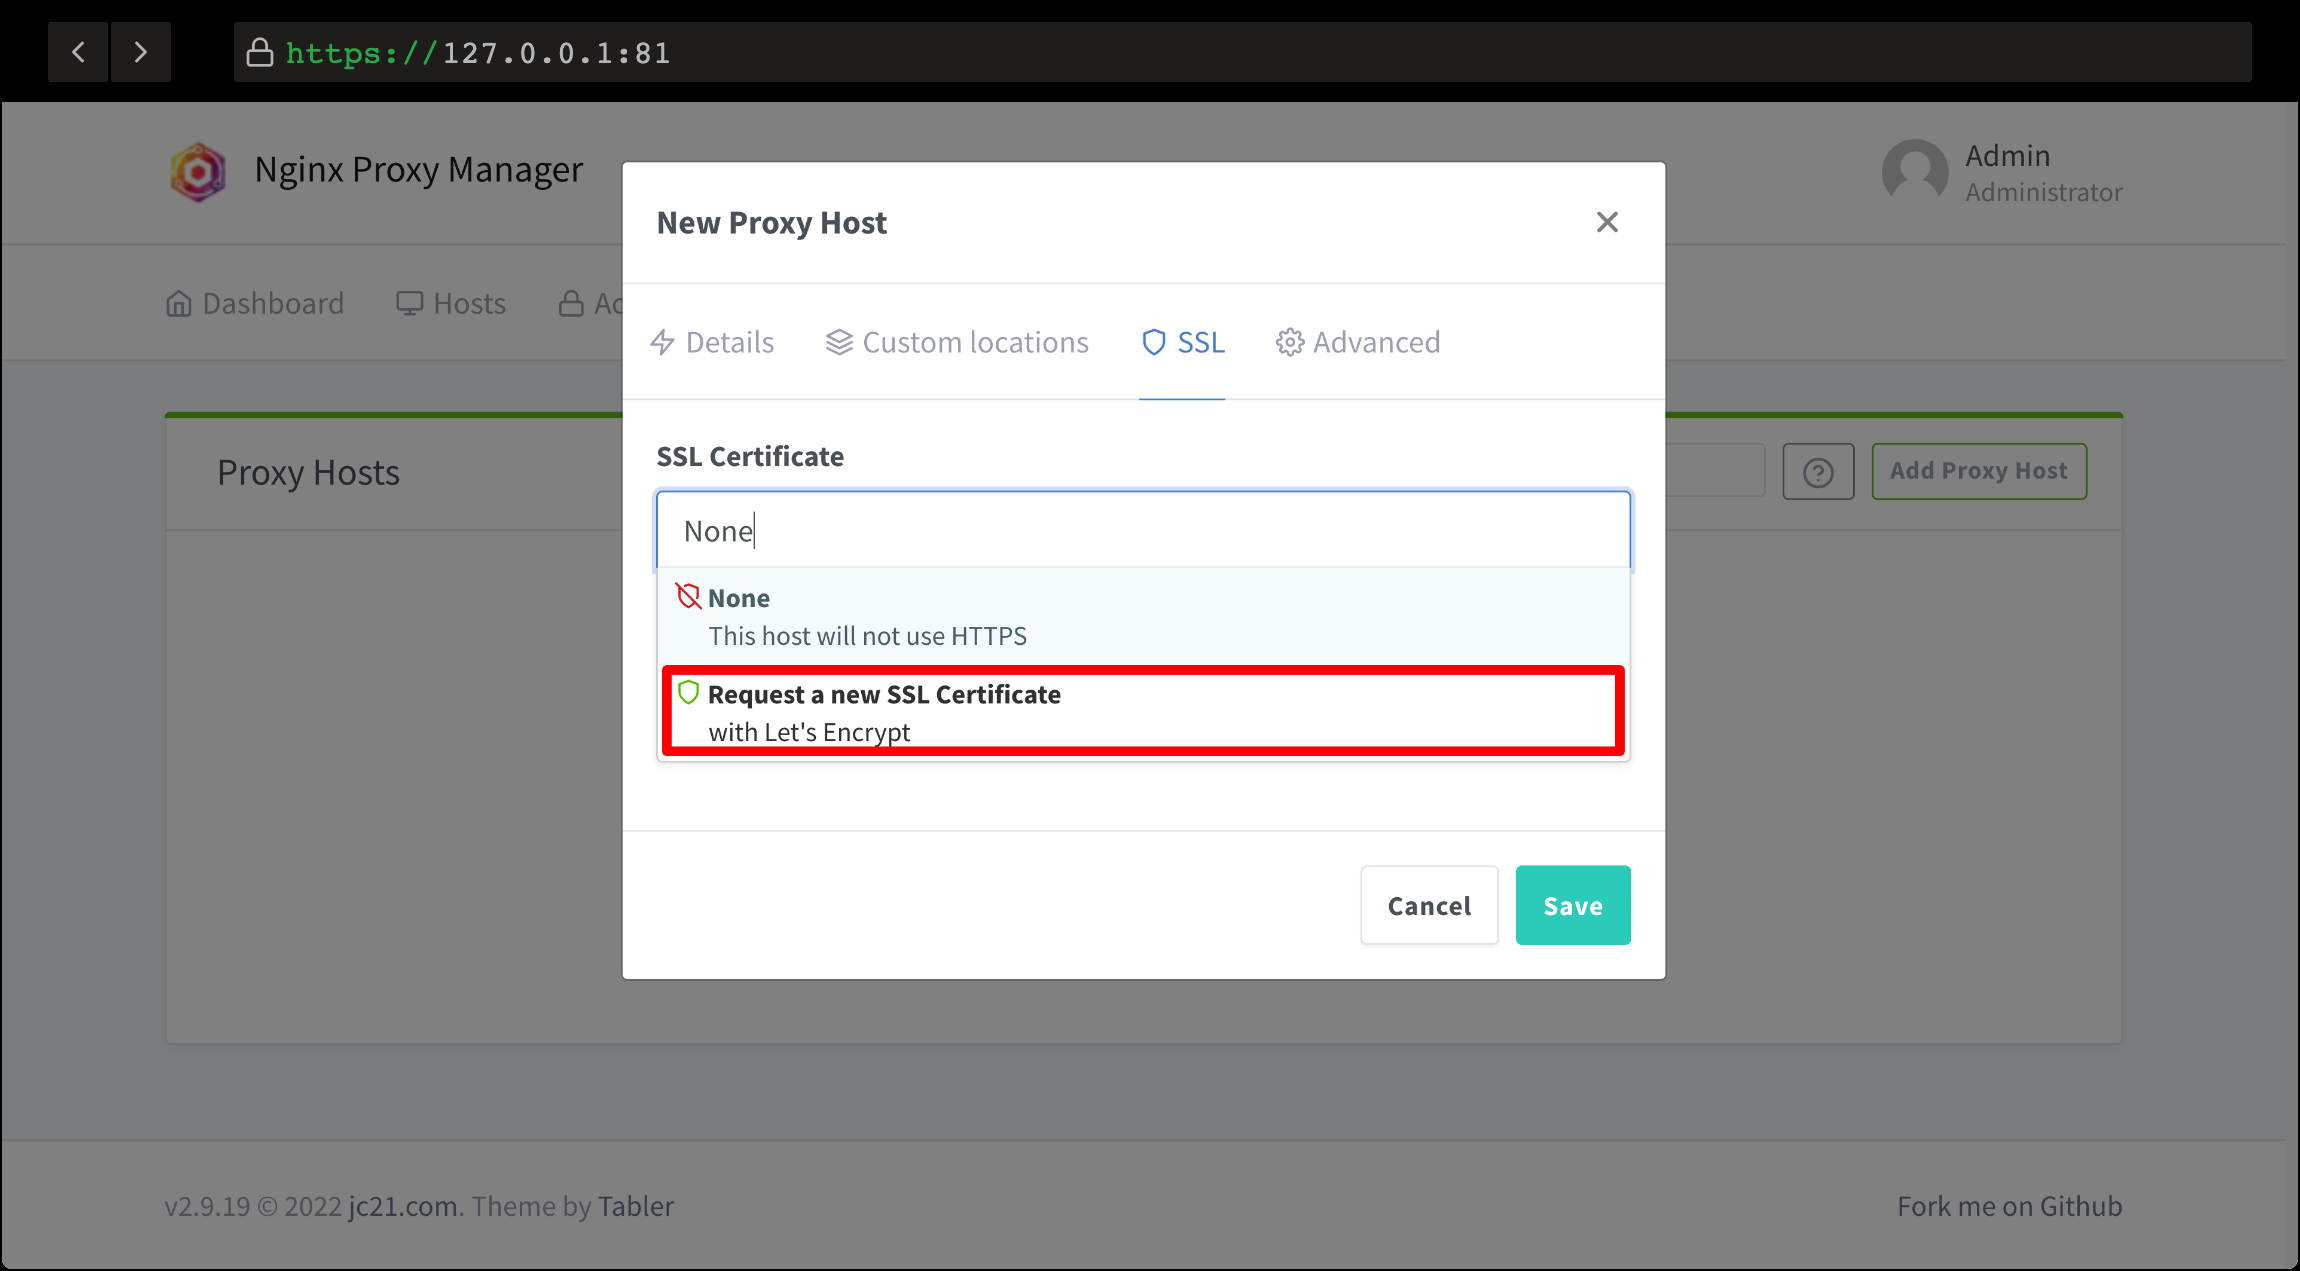 https://127.0.0.1:81
Nginx Proxy Manager
Admin
Administrator
Dashboard
Hosts
Ac
New Proxy Host
Details
Custom locations
SSL
Advanced
Proxy Hosts
Add Proxy Host
SSL Certificate
None
None
This host will not use HTTPS
Request a new SSL Certificate
with Let's Encrypt
Cancel
Save
v2.9.19 © 2022 jc21.com. Theme by Tabler
Fork me on Github